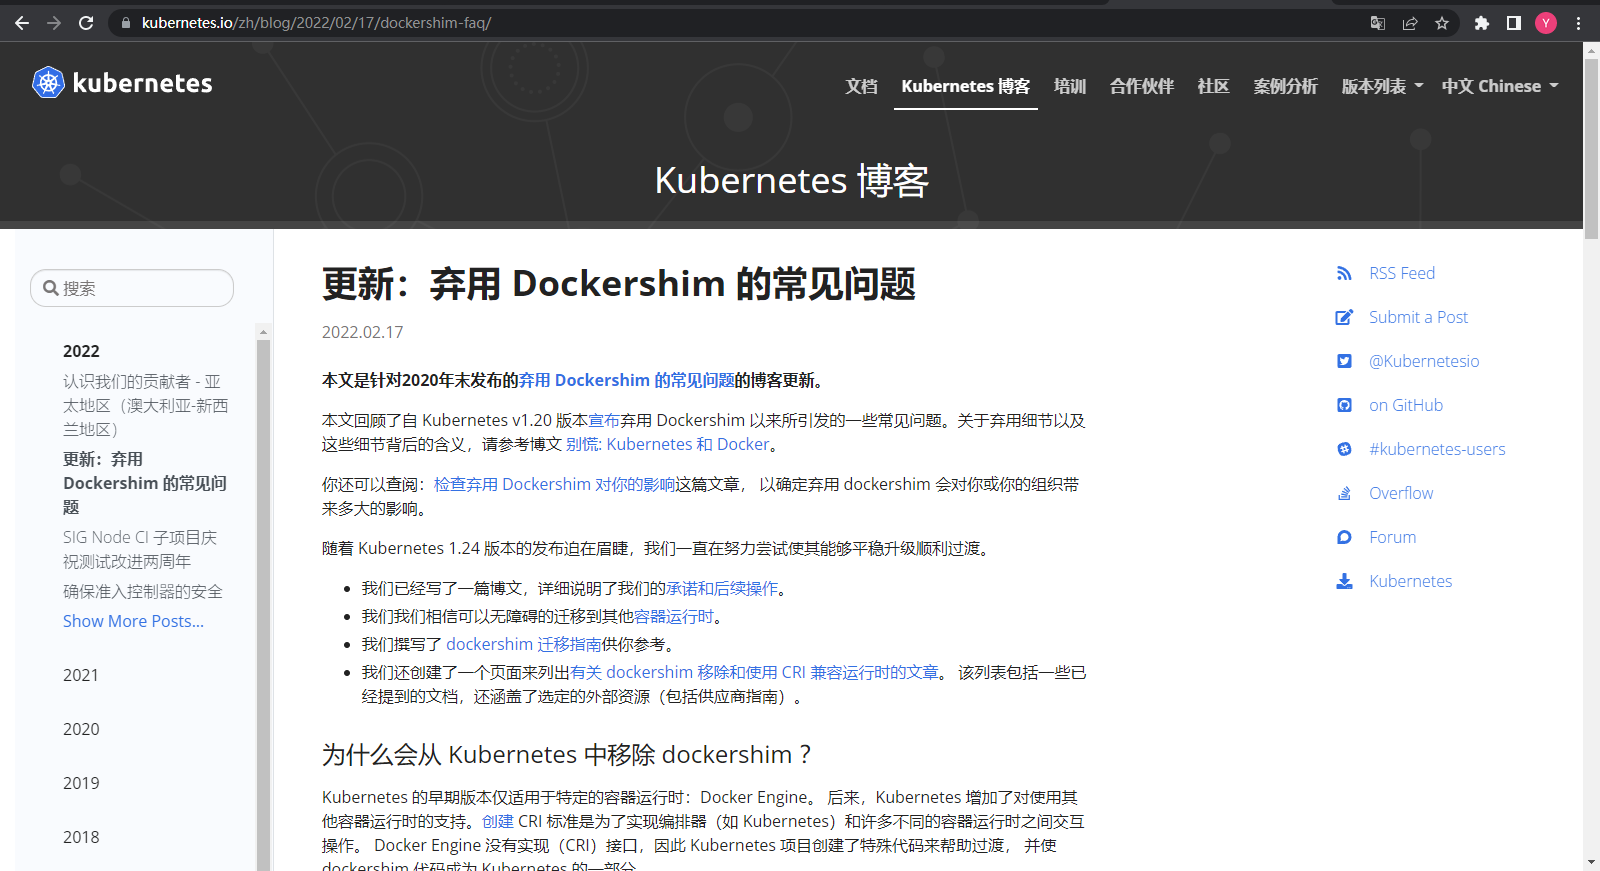 kubernetes.io/zh/blog/2022/02/17/dockershim-faq/
Y
kubernetes
文档
Kubernetes 博客
培训
合作伙伴
社区
案例分析
版本列表
中文 Chinese
Kubernetes 博客
搜索
2022
认识我们的贡献者 - 亚
太地区（澳大利亚-新西
兰地区）
更新：弃用
Dockershim 的常见问
题
SIG Node CI 子项目庆
祝测试改进两周年
确保准入控制器的安全
Show More Posts...
2021
2020
2019
2018
更新：弃用 Dockershim 的常见问题
2022.02.17
本文是针对2020年末发布的弃用 Dockershim 的常见问题的博客更新。
本文回顾了自 Kubernetes v1.20 版本宣布弃用 Dockershim 以来所引发的一些常见问题。关于弃用细节以及
这些细节背后的含义，请参考博文 别慌: Kubernetes 和 Docker。
你还可以查阅：检查弃用 Dockershim 对你的影响这篇文章， 以确定弃用 dockershim 会对你或你的组织带
来多大的影响。
随着 Kubernetes 1.24 版本的发布迫在眉睫，我们一直在努力尝试使其能够平稳升级顺利过渡。
我们已经写了一篇博文，详细说明了我们的承诺和后续操作。
我们我们相信可以无障碍的迁移到其他容器运行时。
我们撰写了 dockershim 迁移指南供你参考。
我们还创建了一个页面来列出有关 dockershim 移除和使用 CRI 兼容运行时的文章。 该列表包括一些已
经提到的文档，还涵盖了选定的外部资源（包括供应商指南）。
为什么会从 Kubernetes 中移除 dockershim ？
Kubernetes 的早期版本仅适用于特定的容器运行时：Docker Engine。 后来，Kubernetes 增加了对使用其
他容器运行时的支持。创建 CRI 标准是为了实现编排器（如 Kubernetes）和许多不同的容器运行时之间交互
操作。 Docker Engine 没有实现（CRI）接口，因此 Kubernetes 项目创建了特殊代码来帮助过渡， 并使
dockershim 代码成为 Kubernetes 的一部分
RSS Feed
Submit a Post
@Kubernetesio
on GitHub
#kubernetes-users
Overflow
Forum
Kubernetes